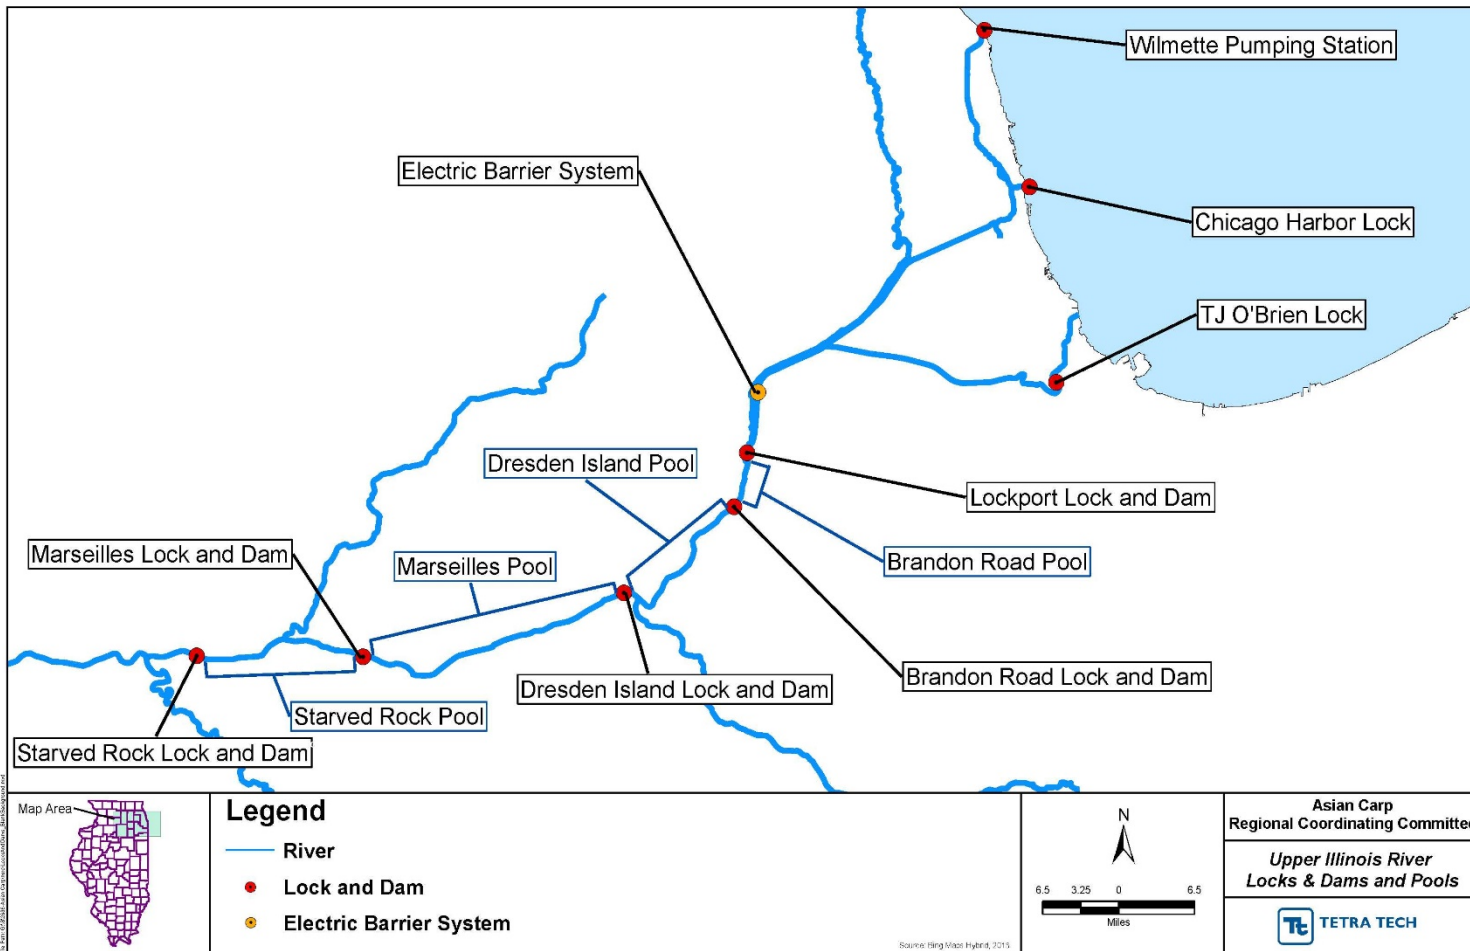 Wilmette Pumping Station
Electric Barrier System
Chicago Harbor Lock
TJ O'Brien Lock
Dresden Island Pool
Lockport Lock and Dam
Marseilles Lock and Dam
Marseilles Pool
Brandon Road Pool
Brandon Road Lock and Dam
Dresden Island Lock and Dam
Starved Rock Pool
Starved Rock Lock and Dam
Map Area
Legend
River
Lock and Dam
Electric Barrier System
N
6.5 3.25 0 6.5
Miles
Source: Bing Maps Hybrid, 2015
Asian Carp
Regional Coordinating Committee
Upper Illinois River
Locks & Dams and Pools
Tt TETRA TECH